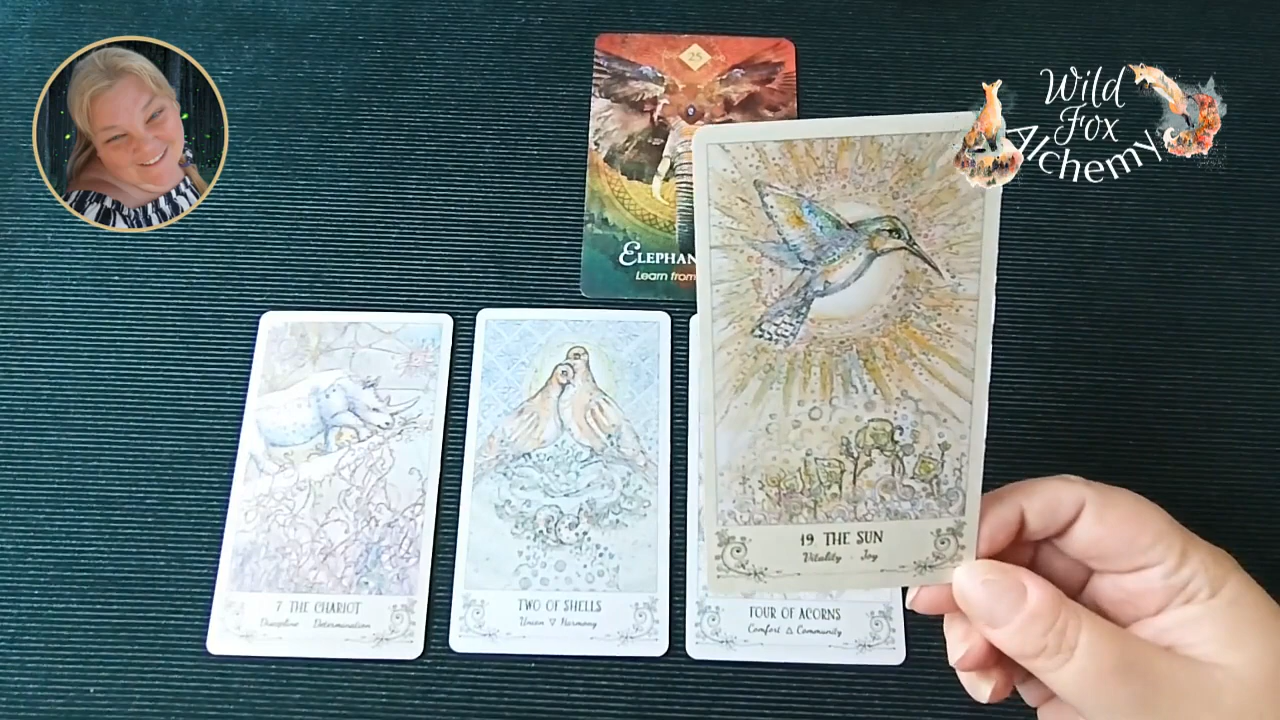 25
ELEPHAN
Learn from
Wild
Fox
Alchemy
19 THE SUN
Vitality · Joy
7 THE CHARIOT
Discipline Determination
TWO OF SHELLS
Union ▽ Harmony
FOUR OF ACORNS
Comfort △ Community